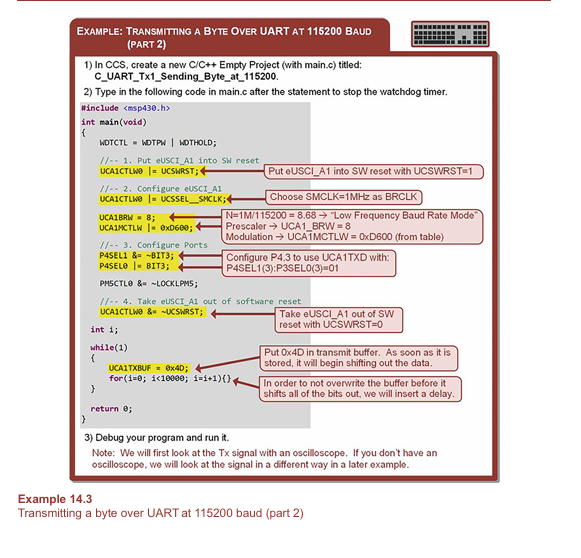 EXAMPLE: TRANSMITTING A BYTE OVER UART AT 115200 BAUD
(PART 2)
1) In CCS, create a new C/C++ Empty Project (with main.c) titled:
C_UART_Tx1_Sending_Byte_at_115200.
2) Type in the following code in main.c after the statement to stop the watchdog timer.
#include <msp430.h>
int main(void)
{
WDTCTL = WDTPW | WDTHOLD;
//-- 1. Put eUSCI_A1 into SW reset
UCA1CTLW0 |= UCSWRST;
Put eUSCI_A1 into SW reset with UCSWRST=1
//-- 2. Configure eUSCI_A1
UCA1CTLW0 |= UCSSEL__SMCLK;
Choose SMCLK=1MHz as BRCLK
UCA1BRW = 8;
UCA1MCTLW |= 0xD600;
N=1M/115200 = 8.68 → "Low Frequency Baud Rate Mode"
Prescaler → UCA1_BRW = 8
Modulation → UCA1MCTLW = 0xD600 (from table)
//-- 3. Configure Ports
P4SEL1 &= ~BIT3;
P4SEL0 |= BIT3;
Configure P4.3 to use UCA1TXD with:
P4SEL1(3):P3SEL0(3)=01
PM5CTL0 &= ~LOCKLPM5;
//-- 4. Take eUSCI_A1 out of software reset
UCA1CTLW0 &= ~UCSWRST;
Take eUSCI_A1 out of SW
reset with UCSWRST=0
int i;
while(1)
{
UCA1TXBUF = 0x4D;
for(i=0; i<10000; i=i+1){}
}
Put 0x4D in transmit buffer. As soon as it is
stored, it will begin shifting out the data.
In order to not overwrite the buffer before it
shifts all of the bits out, we will insert a delay.
return 0;
}
3) Debug your program and run it.
Note: We will first look at the Tx signal with an oscilloscope. If you don't have an
oscilloscope, we will look at the signal in a different way in a later example.
Example 14.3
Transmitting a byte over UART at 115200 baud (part 2)